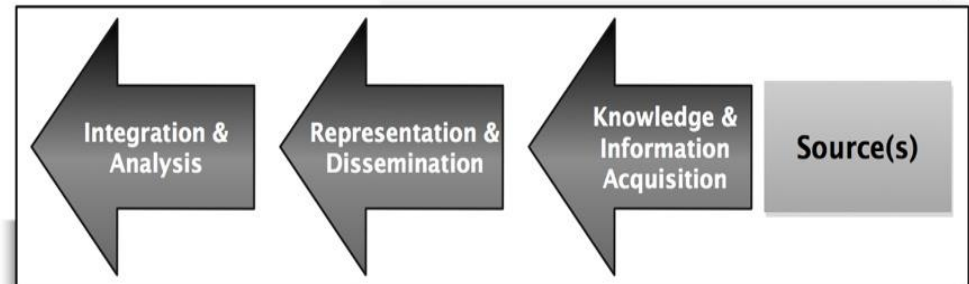 Integration &
Analysis
Representation &
Dissemination
Knowledge &
Information
Acquisition
Source(s)